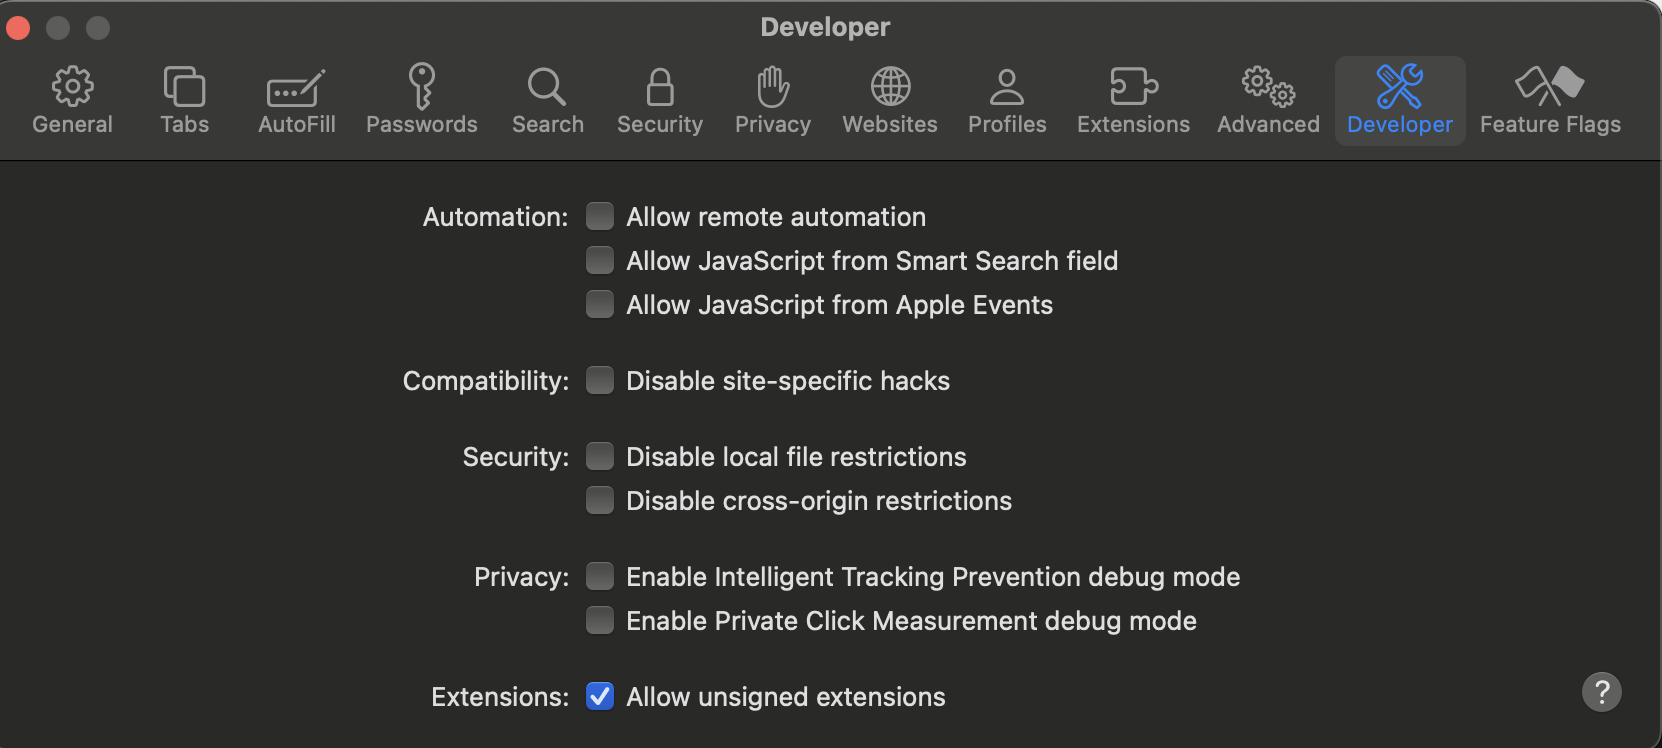 Developer
General Tabs AutoFill Passwords Search Security Privacy Websites Profiles Extensions Advanced Developer Feature Flags
Automation: Allow remote automation
Allow JavaScript from Smart Search field
Allow JavaScript from Apple Events
Compatibility: Disable site-specific hacks
Security: Disable local file restrictions
Disable cross-origin restrictions
Privacy: Enable Intelligent Tracking Prevention debug mode
Enable Private Click Measurement debug mode
Extensions: Allow unsigned extensions
?